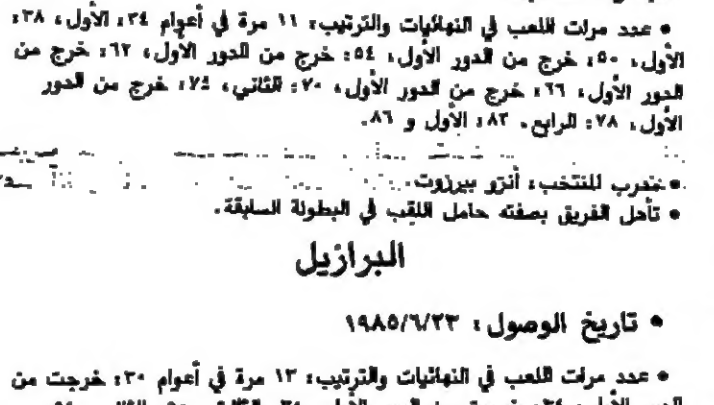 • عدد مرات اللعب في النهائيات والترتيب: ١١ مرة في أعوام ٣٤: الأول، ٣٨:
الأول، ٥٠، خرج من الدور الأول، ٥٤: خرج من الدور الأول، ٦٢: خرج من
الدور الأول، ٦٦: خرج من الدور الأول، ٧٠: الثاني، ٧٤: خرج من الدور
الأول، ٧٨: الرابع. ٨٢: الأول و ٨٦.
• مدرب المنتخب: أنزو بيرزوت.
• تأهل الفريق بصفته حامل اللقب في البطولة السابقة.
البرازيل
• تاريخ الوصول: ١٩٨٥/٦/٢٣
• عدد مرات اللعب في النهائيات والترتيب: ١٣ مرة في أعوام ٣٠: خرجت من